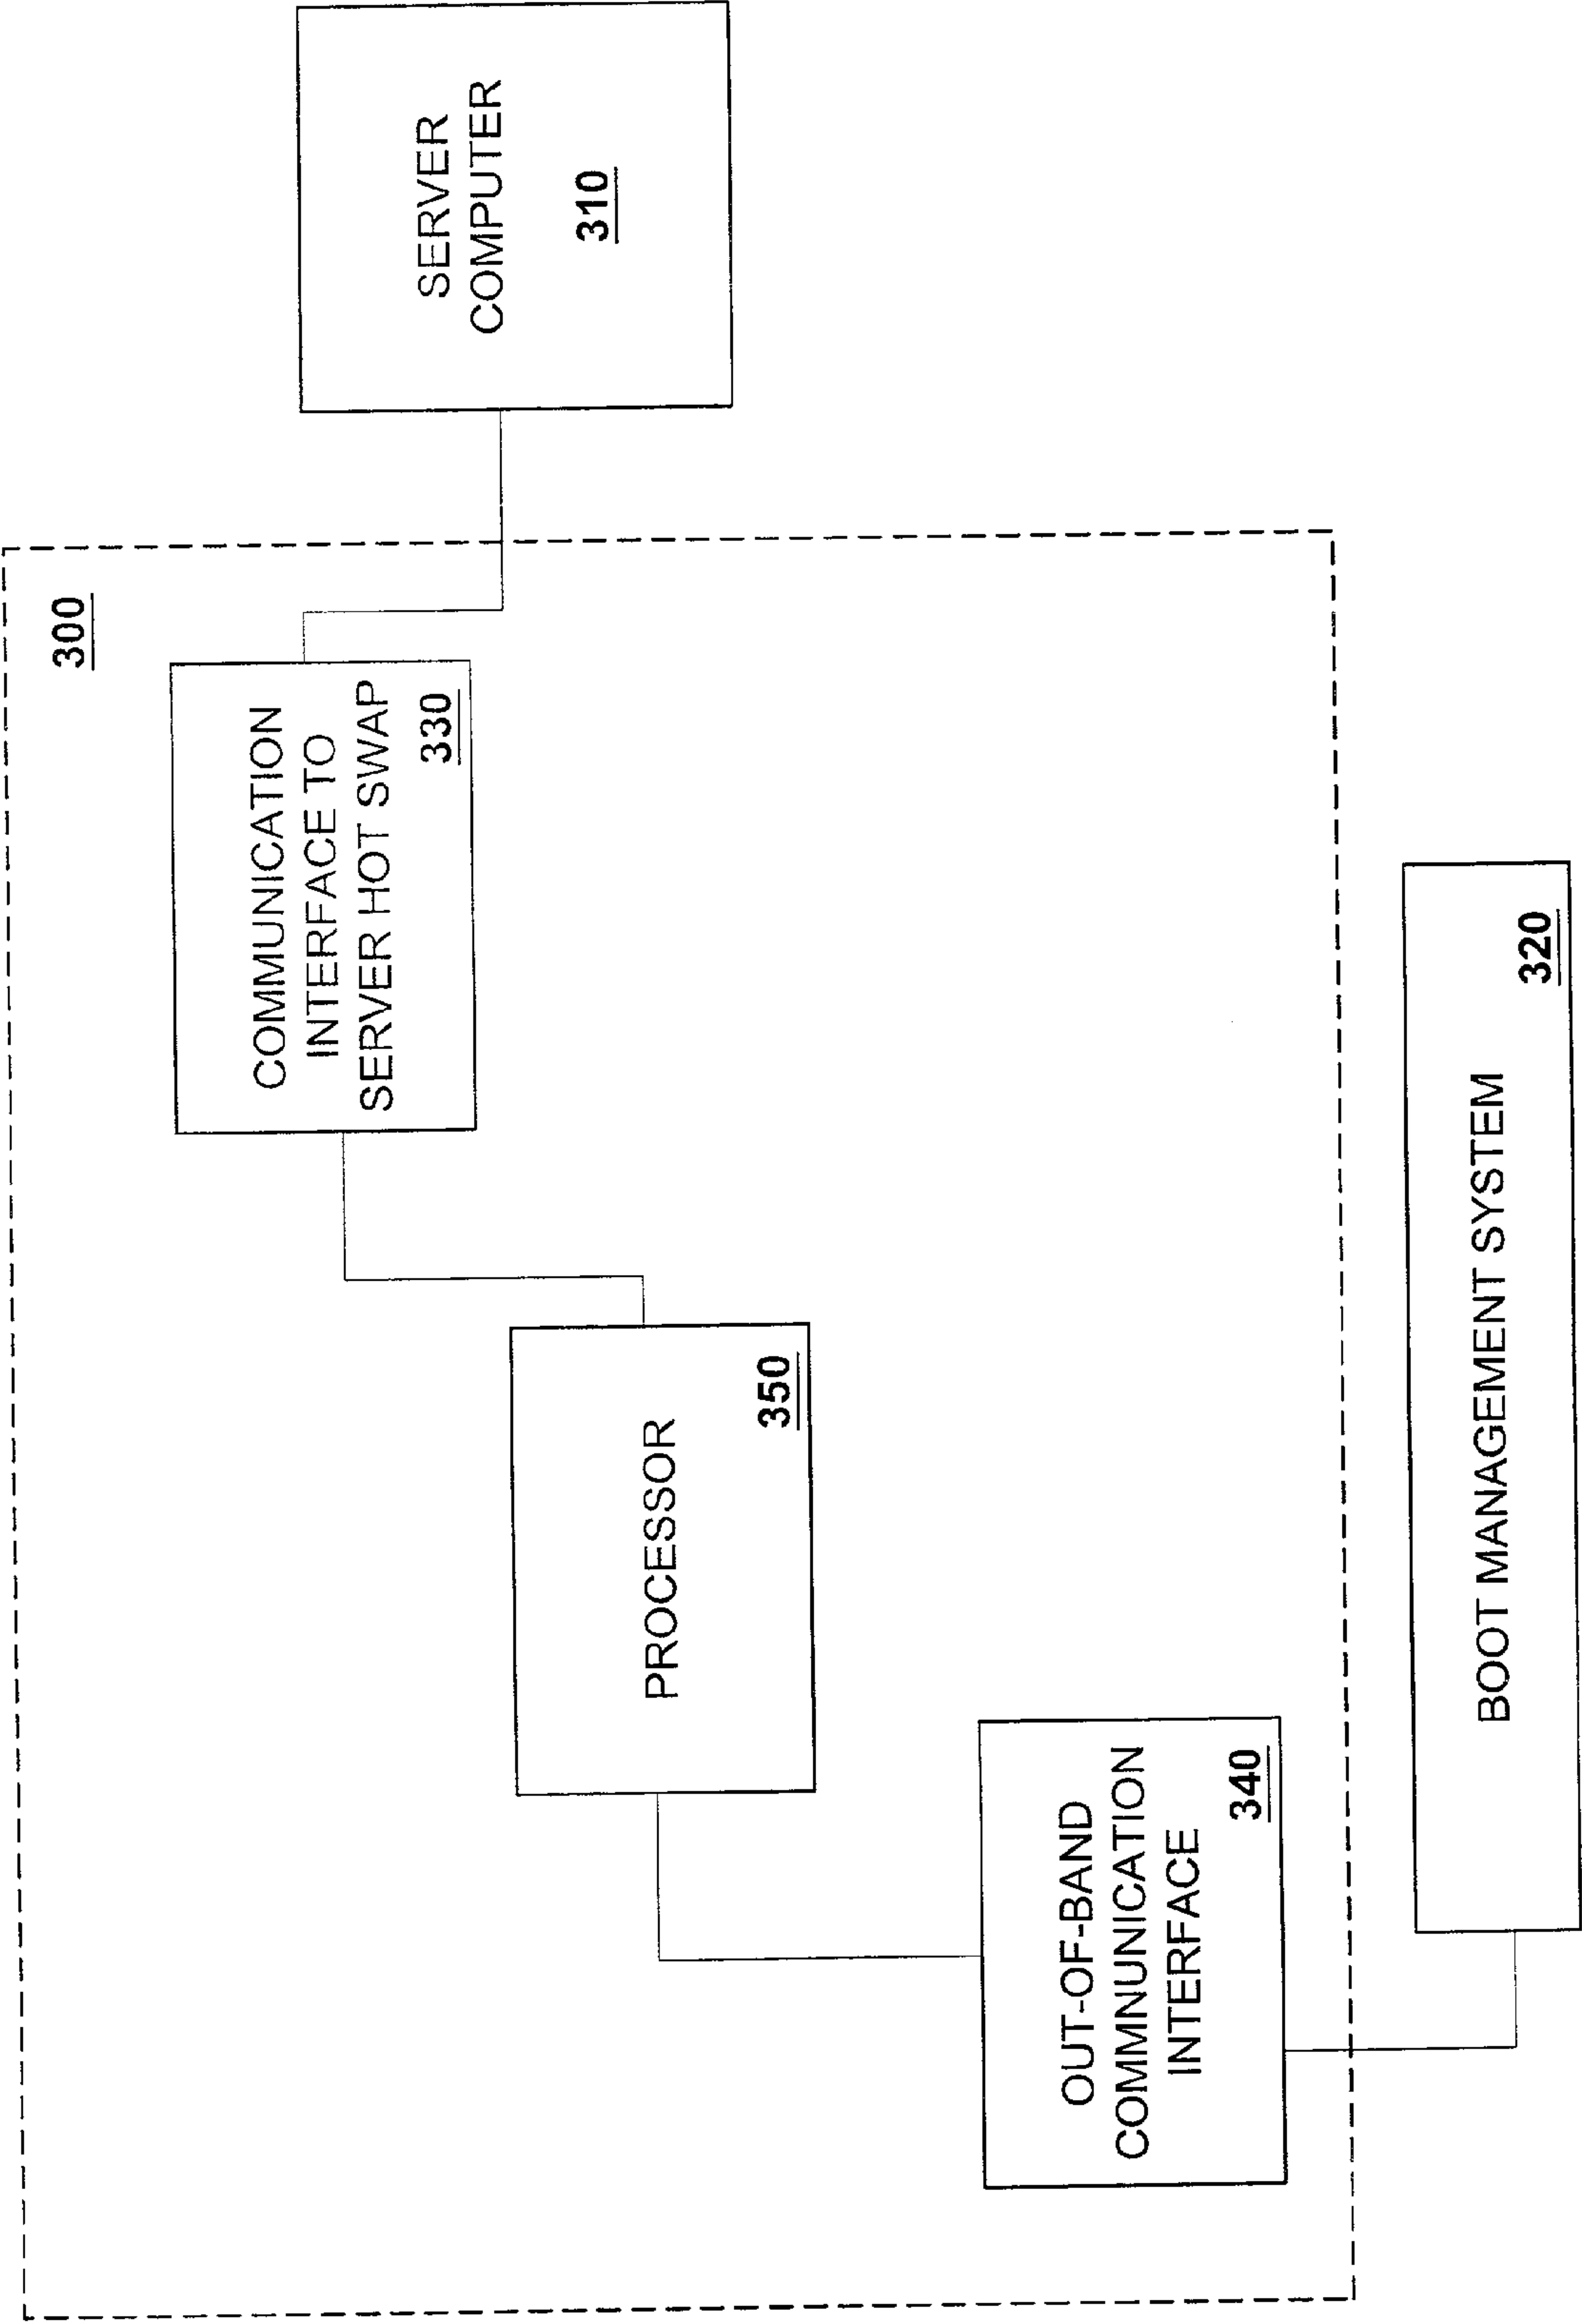 300
SERVER
COMPUTER
310
COMMUNICATION
INTERFACE TO
SERVER HOT SWAP
330
PROCESSOR
350
OUT-OF-BAND
COMMNUNICATION
INTERFACE
340
BOOT MANAGEMENT SYSTEM
320